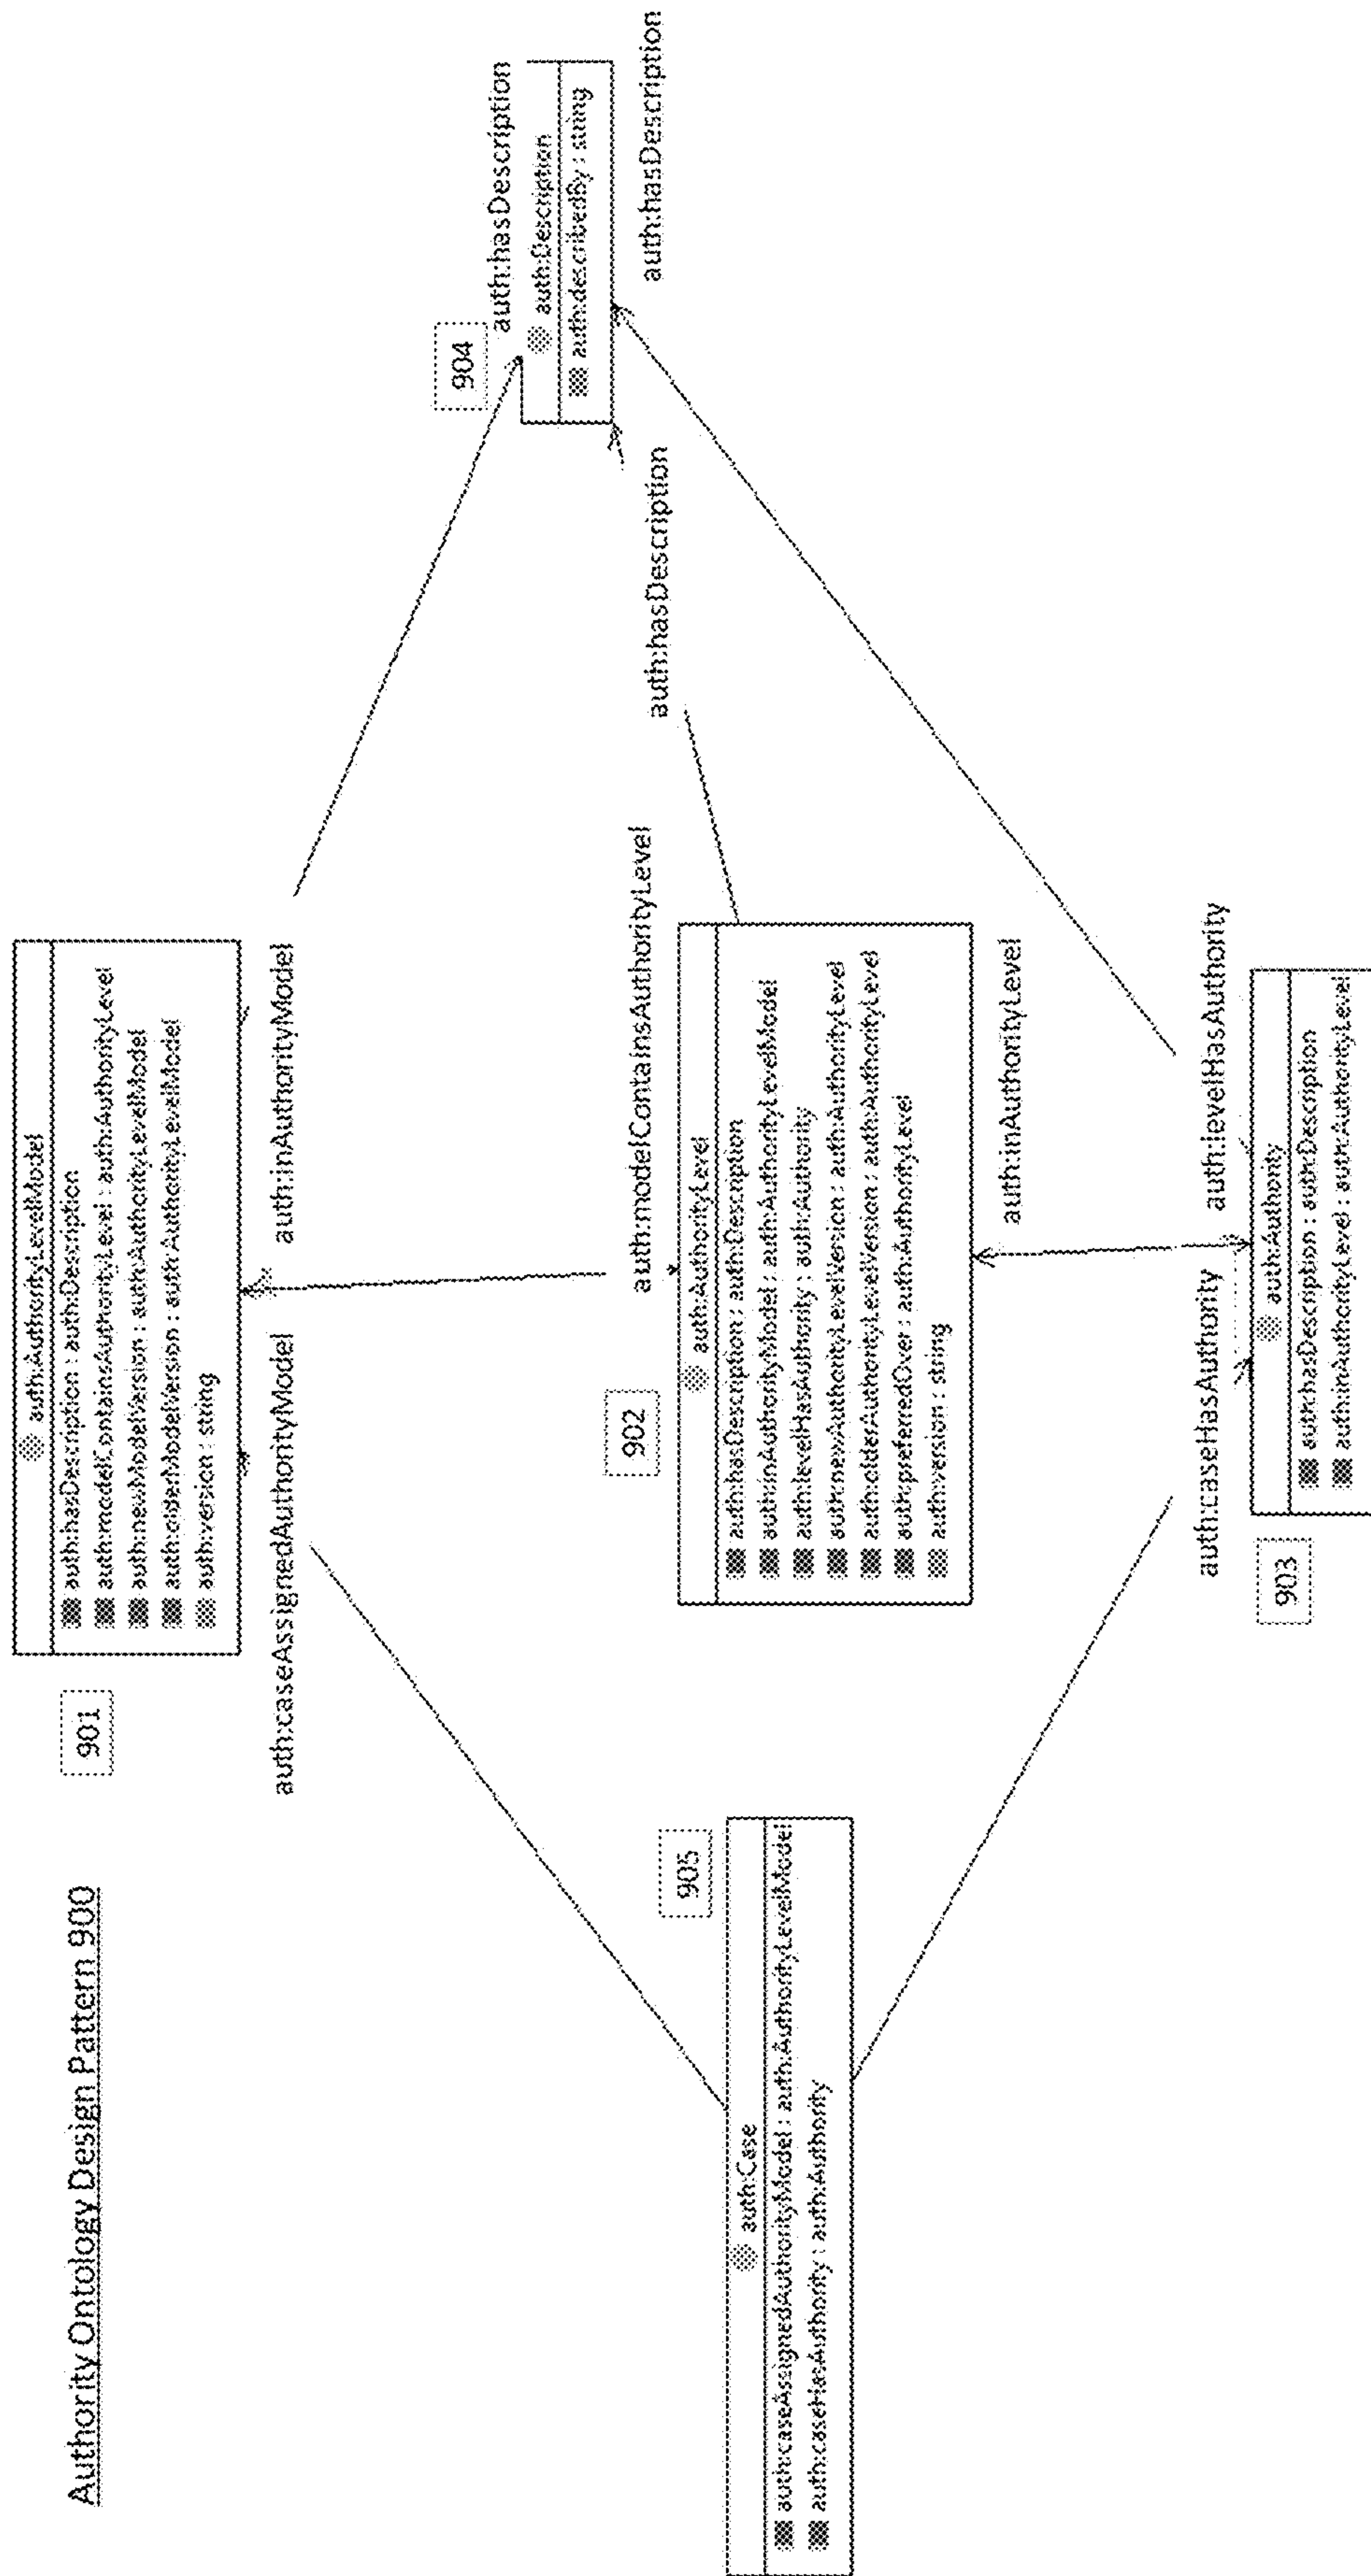 Authority Ontology Design Pattern 900
901
auth:AuthorityLevelModel
auth:hasDescription : auth:Description
auth:modelContainsAuthorityLevel : auth:AuthorityLevel
auth:newModelVersion : auth:AuthorityLevelModel
auth:olderModelVersion : auth:AuthorityLevelModel
auth:version : string
auth:caseAssignedAuthorityModel
auth:inAuthorityModel
904
auth:hasDescription
auth:Description
auth:describedBy : string
auth:hasDescription
auth:hasDescription
905
auth:Case
auth:caseAssignedAuthorityModel : auth:AuthorityLevelModel
auth:caseHasAuthority : auth:Authority
902
auth:modelContainsAuthorityLevel
auth:AuthorityLevel
auth:hasDescription : auth:Description
auth:inAuthorityModel : auth:AuthorityLevelModel
auth:levelHasAuthority : auth:Authority
auth:newAuthorityLevelVersion : auth:AuthorityLevel
auth:olderAuthorityLevelVersion : auth:AuthorityLevel
auth:preferredOver : auth:AuthorityLevel
auth:version : string
auth:inAuthorityLevel
auth:caseHasAuthority
auth:levelHasAuthority
903
auth:Authority
auth:hasDescription : auth:Description
auth:inAuthorityLevel : auth:AuthorityLevel